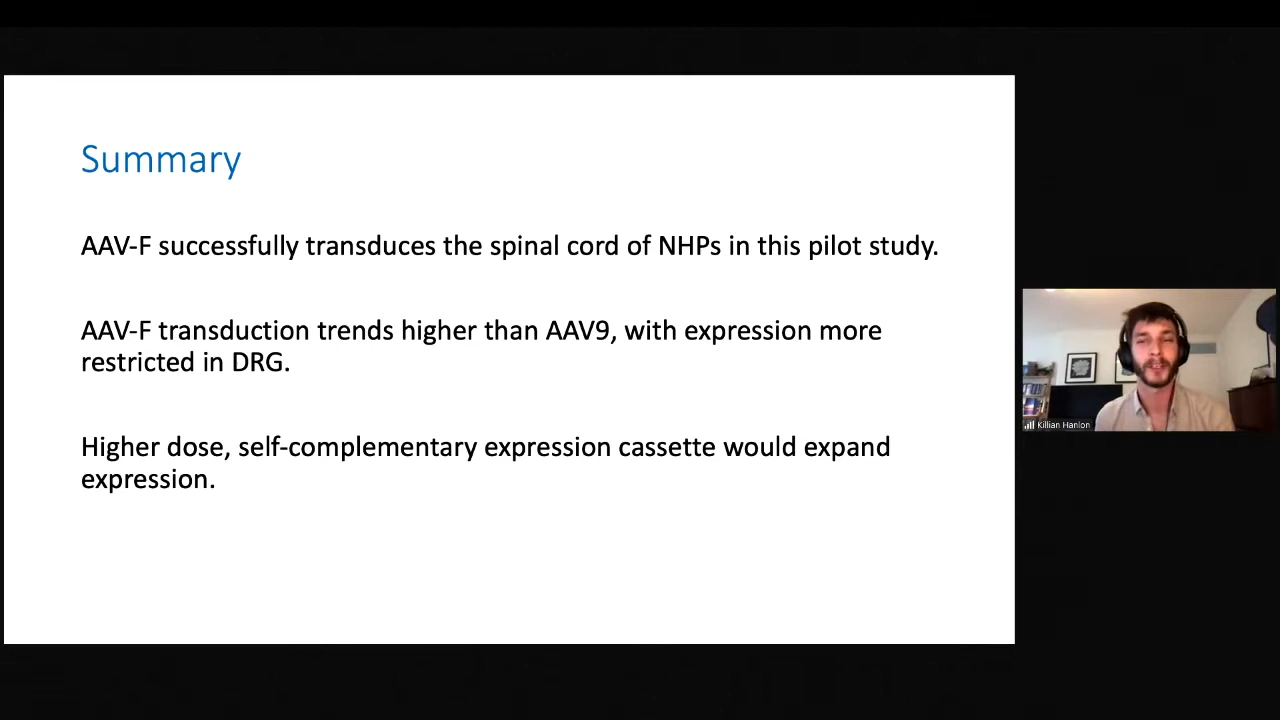 Summary
AAV-F successfully transduces the spinal cord of NHPs in this pilot study.
AAV-F transduction trends higher than AAV9, with expression more
restricted in DRG.
Higher dose, self-complementary expression cassette would expand
expression.
Killian Hanlon